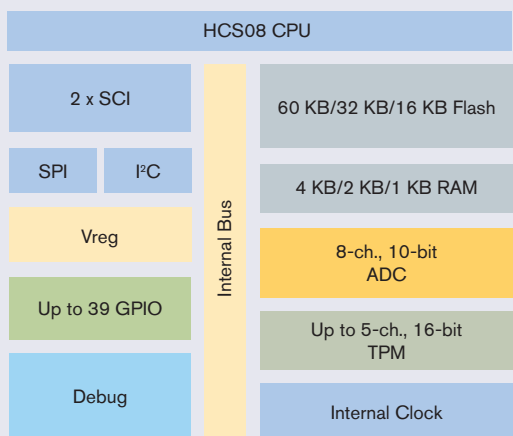 HCS08 CPU
2 x SCI
SPI
I²C
Vreg
Up to 39 GPIO
Debug
Internal Bus
60 KB/32 KB/16 KB Flash
4 KB/2 KB/1 KB RAM
8-ch., 10-bit
ADC
Up to 5-ch., 16-bit
TPM
Internal Clock